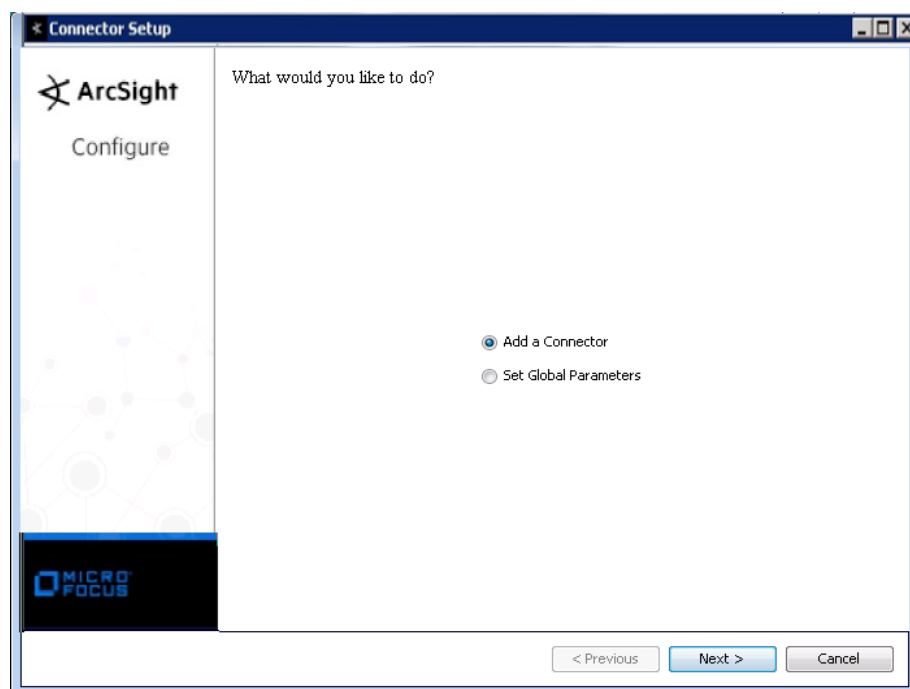 Connector Setup
ArcSight
Configure
What would you like to do?
Add a Connector
Set Global Parameters
MICRO
FOCUS
< Previous
Next >
Cancel